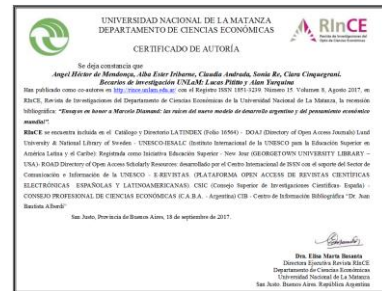 UNIVERSIDAD NACIONAL DE LA MATANZA
DEPARTAMENTO DE CIENCIAS ECONÓMICAS
CERTIFICADO DE AUTORÍA
RInCE
Se deja constancia que
Angel Héctor de Mendonça, Alba Ester Iribarne, Claudia Andrada, Sonia Re, Clara Cinquegrani.
Becarios de investigación UNLaM: Lucas Pititto y Alan Yurquina
Han publicado como co-autores en http://rince.unlam.edu.ar/ con el Registro ISSN 1851-3239. Número 15. Volumen 8, Agosto 2017, en
RInCE, Revista de Investigaciones del Departamento de Ciencias Económicas de la Universidad Nacional de La Matanza, la recensión
bibliográfica: "Ensayos en honor a Marcelo Diamand: las raíces del nuevo modelo de desarrollo argentino y del pensamiento económico
mundial".
RInCE se encuentra incluida en el Catálogo y Directorio LATINDEX (Folio 16564) - DOAJ (Directory of Open Access Journals) Lund
University & National Library of Sweden - UNESCO-IESALC (Instituto Internacional de la UNESCO para la Educación Superior en
América Latina y el Caribe) Registrada como Iniciativa Educación Superior - New Jour (GEORGETOWN UNIVERSITY LIBRARY –
USA)- ROAD Directory of Open Access Scholarly Resources: desarrollado por el Centro Internacional de ISSN con el soporte del Sector de
Comunicación e Información de la UNESCO - E-REVISTAS. (PLATAFORMA OPEN ACCESS DE REVISTAS CIENTÍFICAS
ELECTRÓNICAS ESPAÑOLAS Y LATINOAMERICANAS) CSIC (Consejo Superior de Investigaciones Científicas España) -
CONSEJO PROFESIONAL DE CIENCIAS ECONÓMICAS (C.A.B.A. - Argentina) CIB - Centro de Información Bibliográfica "Dr. Juan
Bautista Alberdi"
San Justo, Provincia de Buenos Aires, 18 de septiembre de 2017.
Dra. Elisa Marta Basanta
Directora Ejecutiva Revista RInCE
Departamento de Ciencias Económicas
Universidad Nacional de La Matanza
San Justo. Buenos Aires. República Argentina